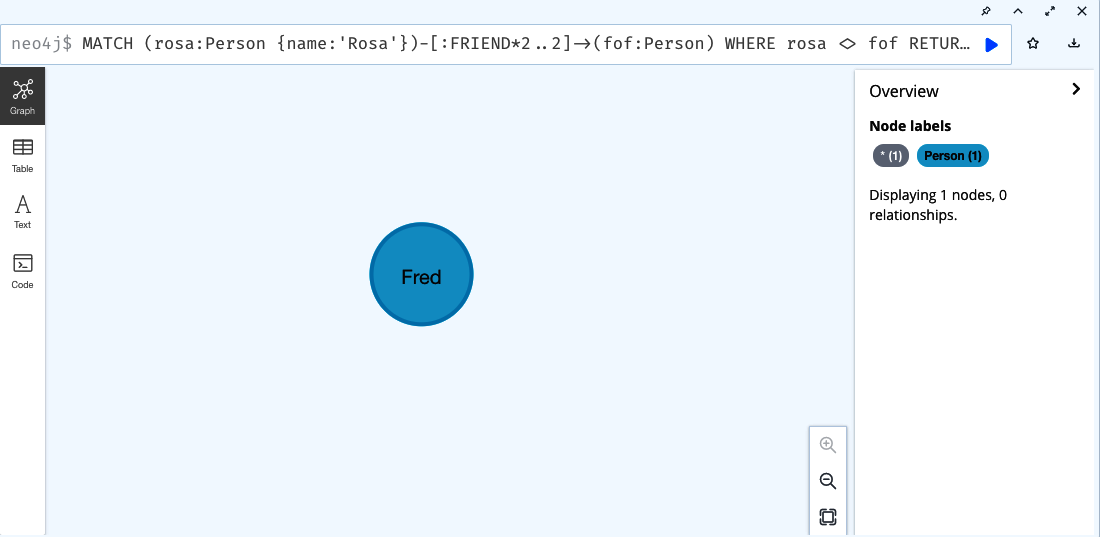 neo4j$ MATCH (rosa:Person {name:'Rosa'})-[:FRIEND*2..2]->(fof:Person) WHERE rosa <> fof RETUR…
Graph
Table
Text
Code
Fred
Overview
Node labels
* (1) Person (1)
Displaying 1 nodes, 0
relationships.